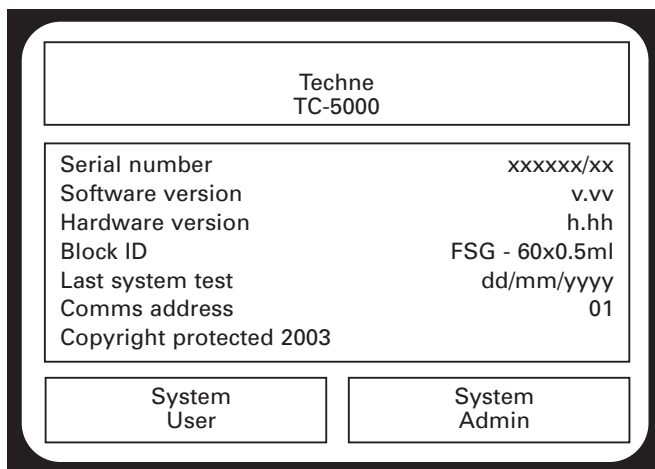 Techne
TC-5000
Serial number xxxxxx/xx
Software version v.vv
Hardware version h.hh
Block ID FSG - 60x0.5ml
Last system test dd/mm/yyyy
Comms address 01
Copyright protected 2003
System User
System Admin